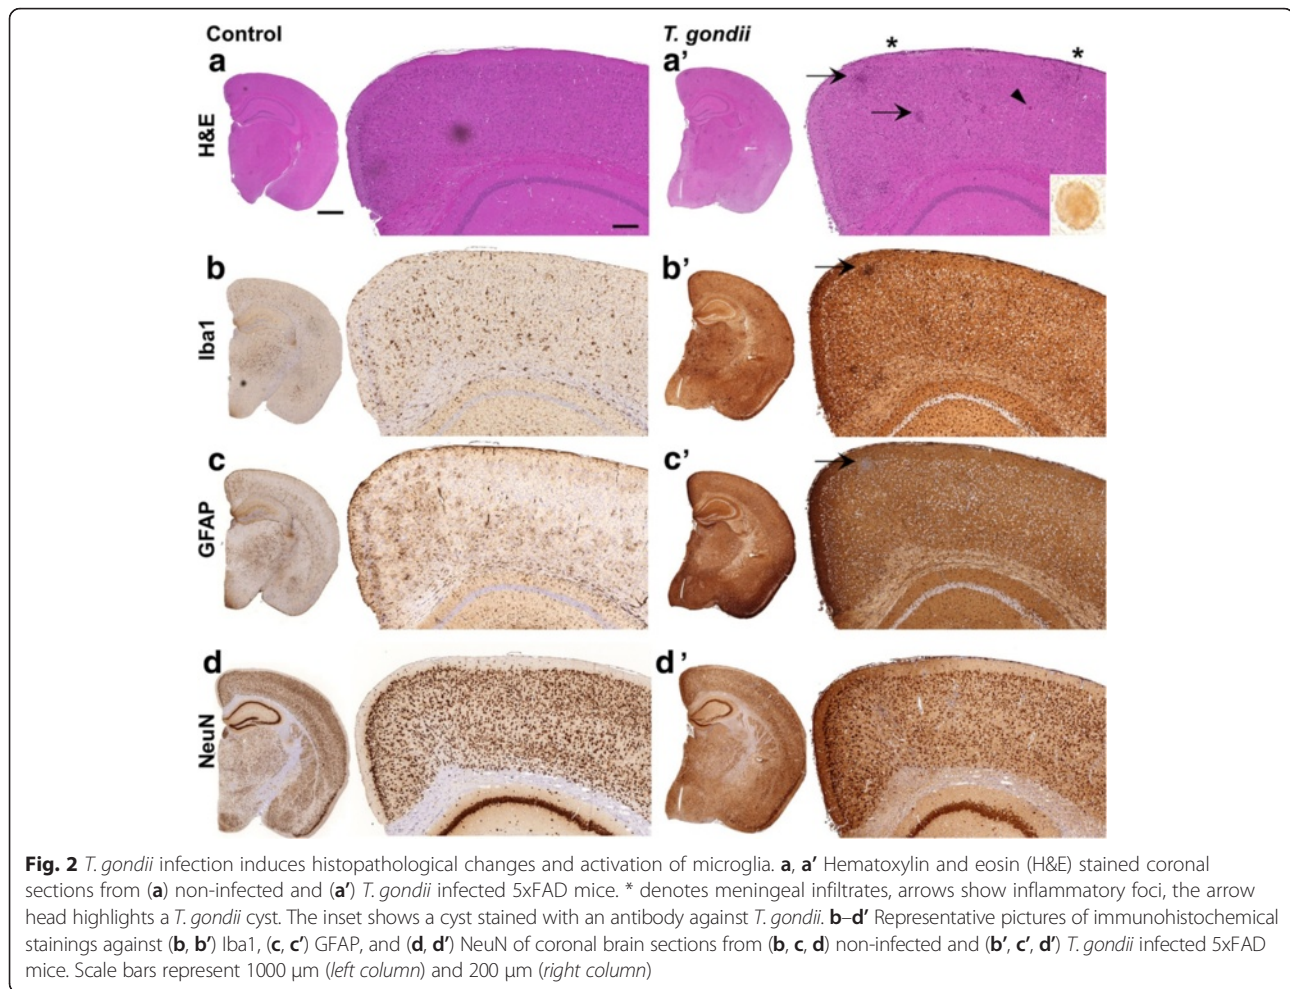 Control
T. gondii
a
a’
*
*
H&E
b
b’
Iba1
c
c’
GFAP
d
d’
NeuN
Fig. 2 T. gondii infection induces histopathological changes and activation of microglia. a, a’ Hematoxylin and eosin (H&E) stained coronal
sections from (a) non-infected and (a’) T. gondii infected 5xFAD mice. * denotes meningeal infiltrates, arrows show inflammatory foci, the arrow
head highlights a T. gondii cyst. The inset shows a cyst stained with an antibody against T. gondii. b–d’ Representative pictures of immunohistochemical
stainings against (b, b’) Iba1, (c, c’) GFAP, and (d, d’) NeuN of coronal brain sections from (b, c, d) non-infected and (b’, c’, d’) T. gondii infected 5xFAD
mice. Scale bars represent 1000 μm (left column) and 200 μm (right column)